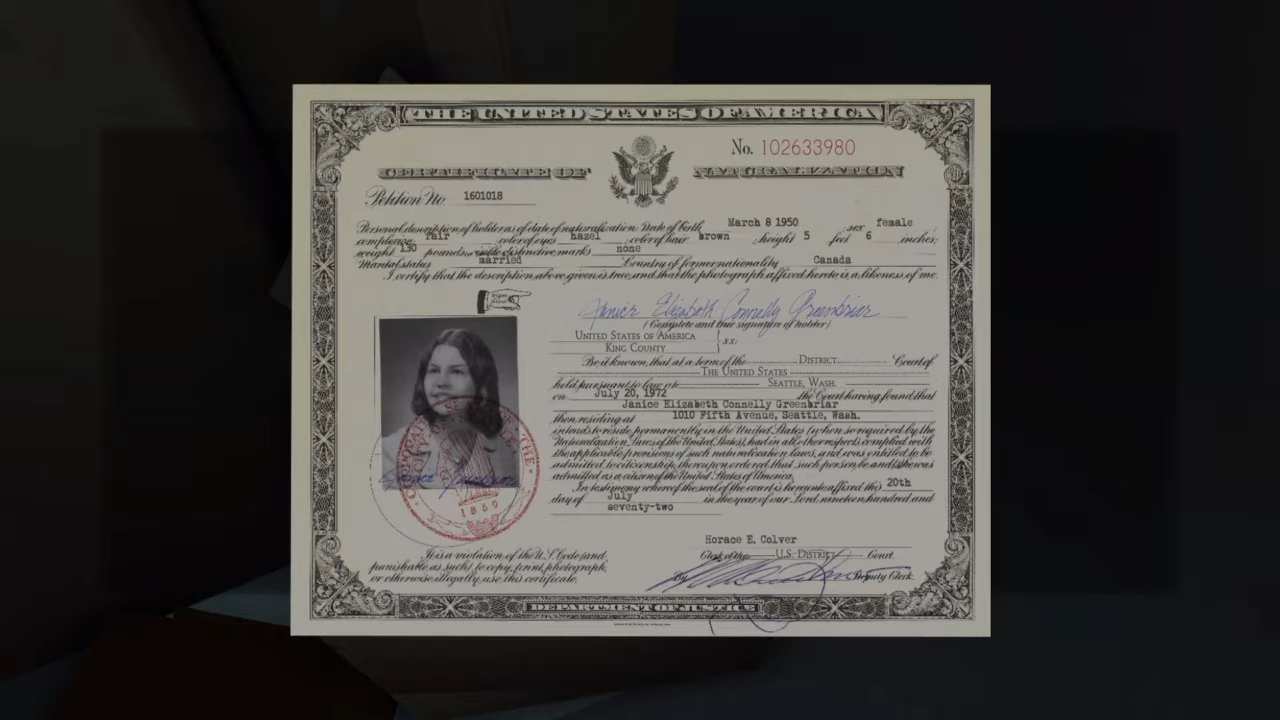 THE UNITED STATES OF AMERICA
No. 102633980
CERTIFICATE OF NATURALIZATION
Petition No. 1601018
Personal description of holder as of date of naturalization: Date of birth March 8 1950 sex female
complexion fair color of eyes hazel color of hair brown height 5 feet 6 inches;
weight 130 pounds, visible distinctive marks none
Marital status married Country of former nationality Canada
I certify that the description above given is true, and that the photograph affixed hereto is a likeness of me.
Janice Elizabeth Connelly Greenbrier
(Complete and true signature of holder)
UNITED STATES OF AMERICA
KING COUNTY
ss:
Be it known, that at a term of the DISTRICT Court of
THE UNITED STATES
held pursuant to law at SEATTLE, WASH.
on July 20, 1972 the Court having found that
Janice Elizabeth Connelly Greenbriar
then residing at 1010 Fifth Avenue, Seattle, Wash.
intends to reside permanently in the United States (when so required by the
Naturalization Laws of the United States), had in all other respects complied with
the applicable provisions of such naturalization laws, and was entitled to be
admitted to citizenship, thereupon ordered that such person be and (s)he was
admitted as a citizen of the United States of America.
In testimony whereof the seal of the court is hereunto affixed this 20th
day of July in the year of our Lord nineteen hundred and
seventy-two
1869
It is a violation of the U.S. Code (and
punishable as such) to copy, print, photograph,
or otherwise illegally use this certificate.
Horace E. Colver
Clerk of the U.S. DISTRICT Court.
By Deputy Clerk.
DEPARTMENT OF JUSTICE